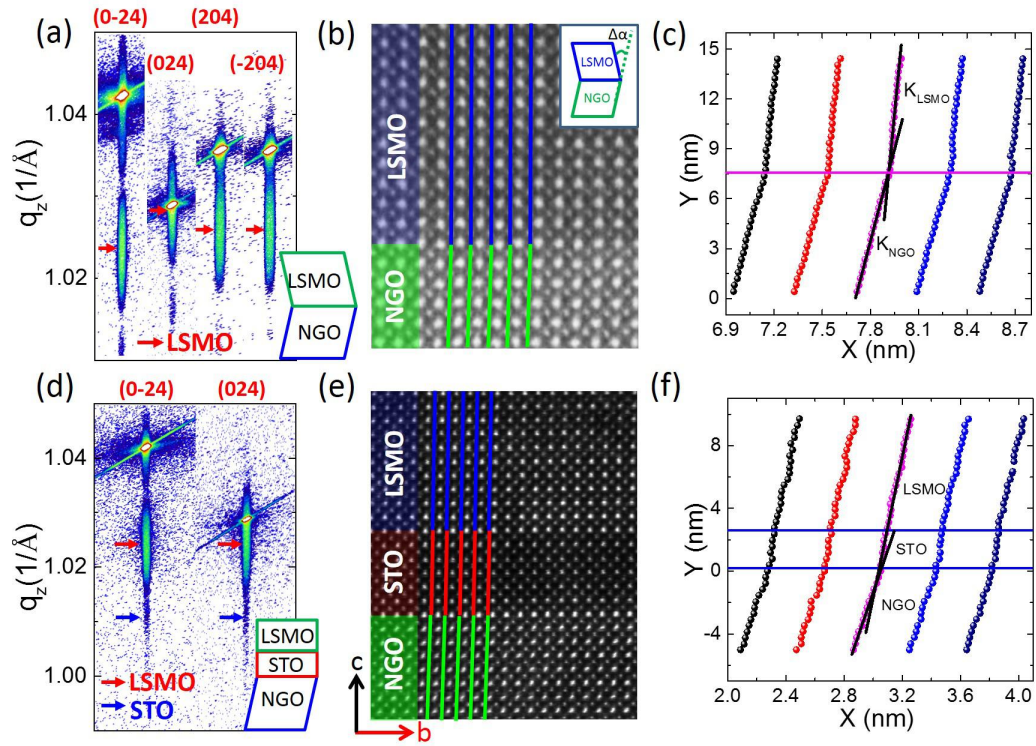 (a)
(0-24)
(204)
(024)
(-204)
q_z(1/Å)
1.04
1.02
LSMO
LSMO
NGO
(b)
LSMO
NGO
Δα
LSMO
NGO
(c)
Y (nm)
15
12
9
6
3
0
K_LSMO
K_NGO
6.9 7.2 7.5 7.8 8.1 8.4 8.7
X (nm)
(d)
(0-24)
(024)
q_z(1/Å)
1.04
1.02
1.00
LSMO
STO
LSMO
STO
NGO
(e)
LSMO
STO
NGO
c
b
(f)
Y (nm)
8
4
0
-4
LSMO
STO
NGO
2.0 2.4 2.8 3.2 3.6 4.0
X (nm)